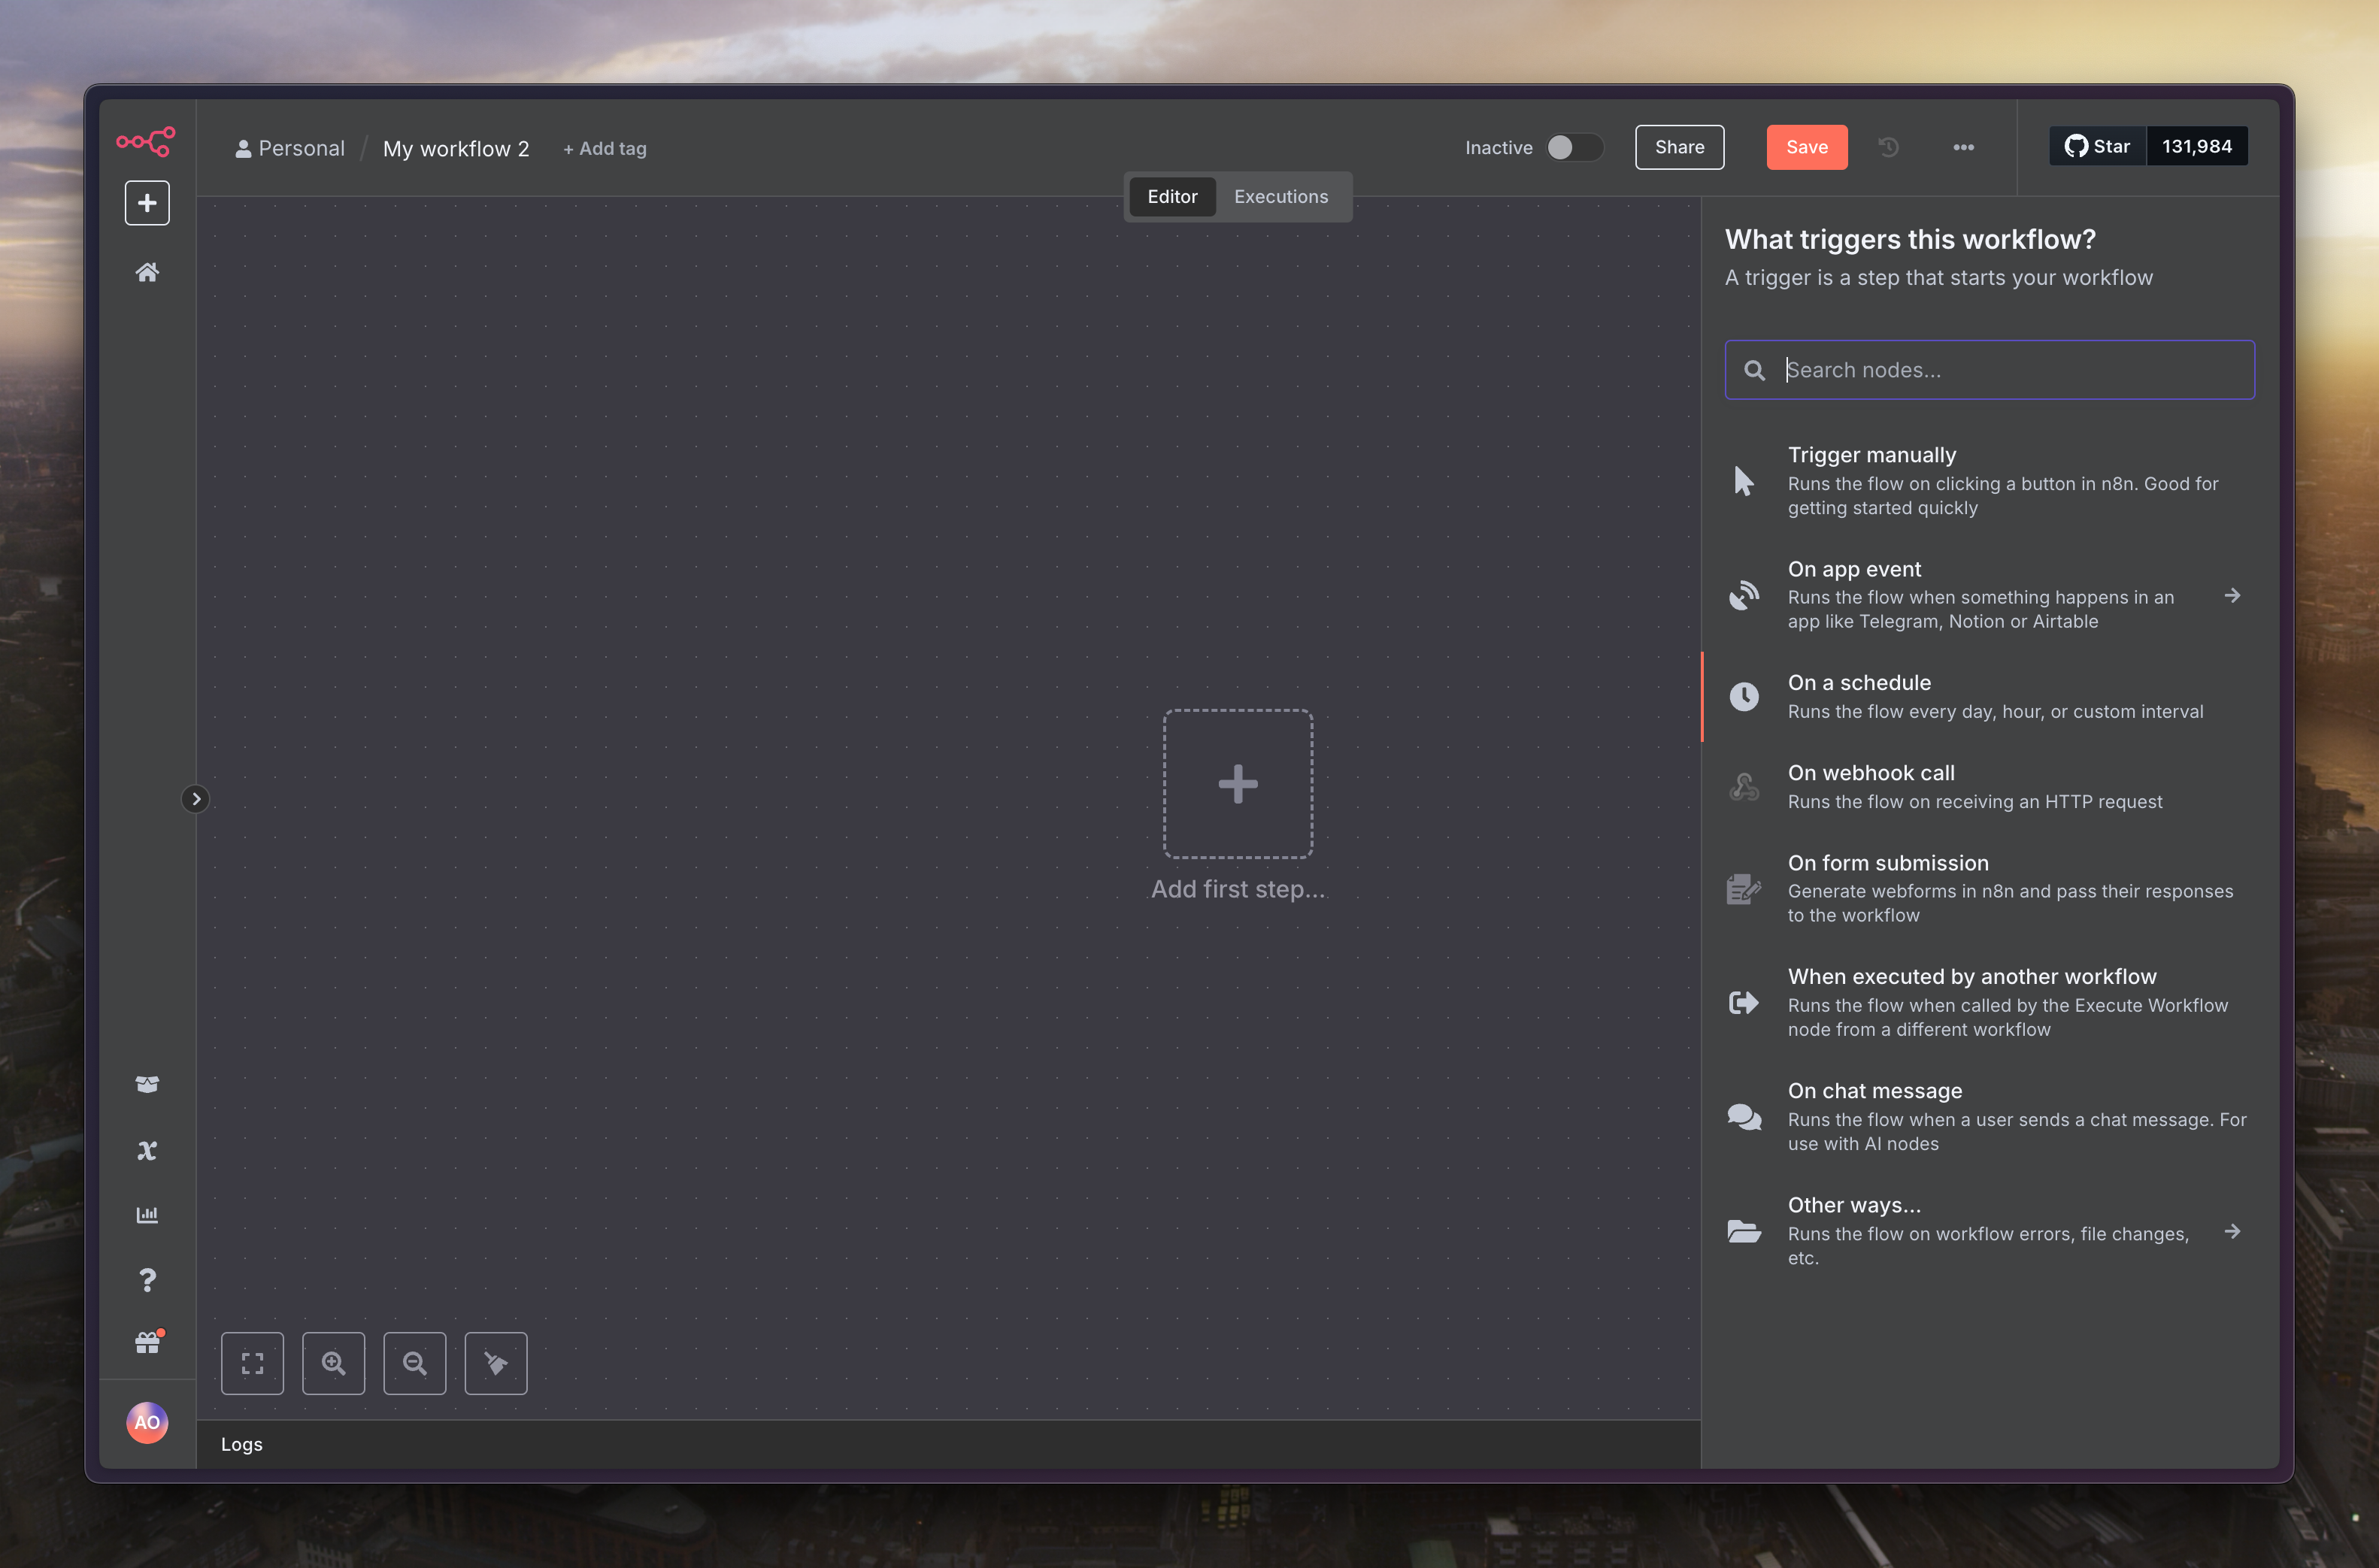 Personal / My workflow 2 + Add tag
Inactive
Share
Save
Star 131,984
Editor Executions
Add first step...
Logs
AO
What triggers this workflow?
A trigger is a step that starts your workflow
Search nodes...
Trigger manually
Runs the flow on clicking a button in n8n. Good for
getting started quickly
On app event
Runs the flow when something happens in an
app like Telegram, Notion or Airtable
On a schedule
Runs the flow every day, hour, or custom interval
On webhook call
Runs the flow on receiving an HTTP request
On form submission
Generate webforms in n8n and pass their responses
to the workflow
When executed by another workflow
Runs the flow when called by the Execute Workflow
node from a different workflow
On chat message
Runs the flow when a user sends a chat message. For
use with AI nodes
Other ways...
Runs the flow on workflow errors, file changes,
etc.